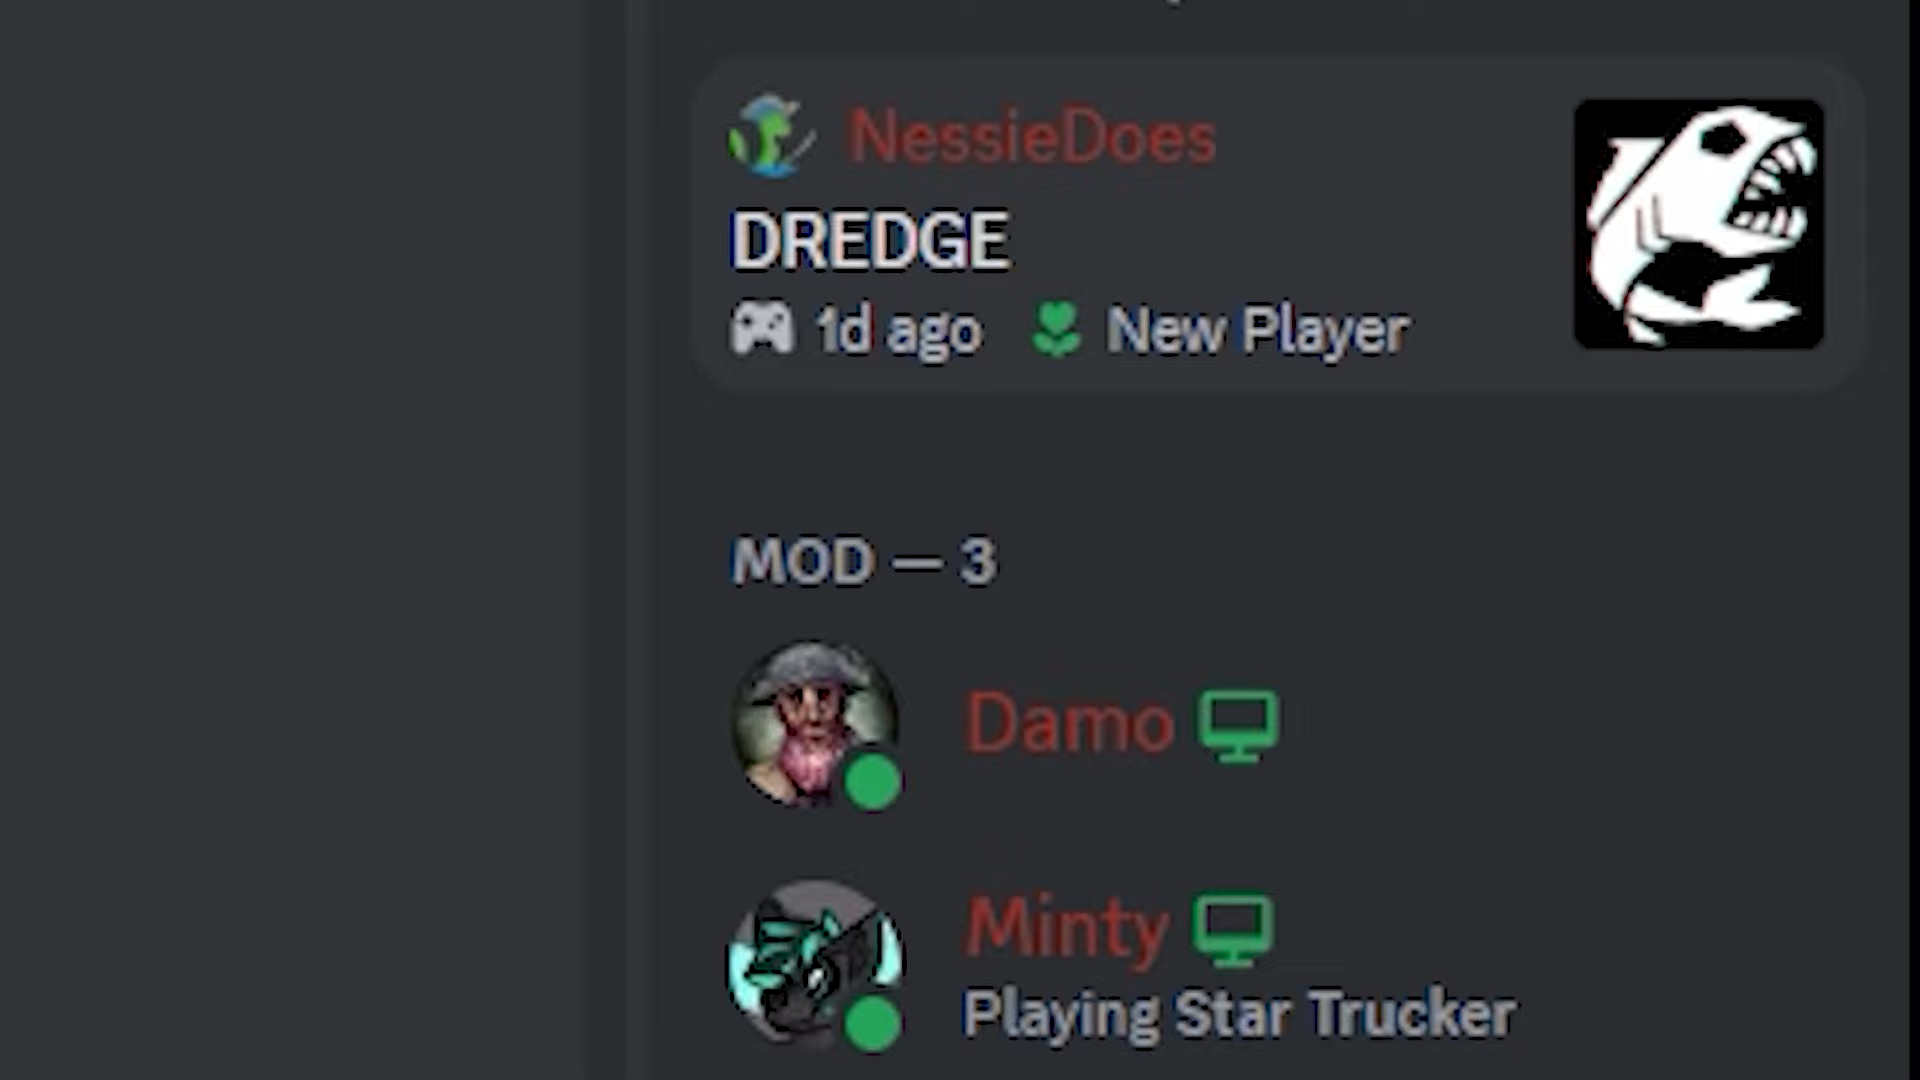 NessieDoes
DREDGE
1d ago New Player
MOD — 3
Damo
Minty
Playing Star Trucker